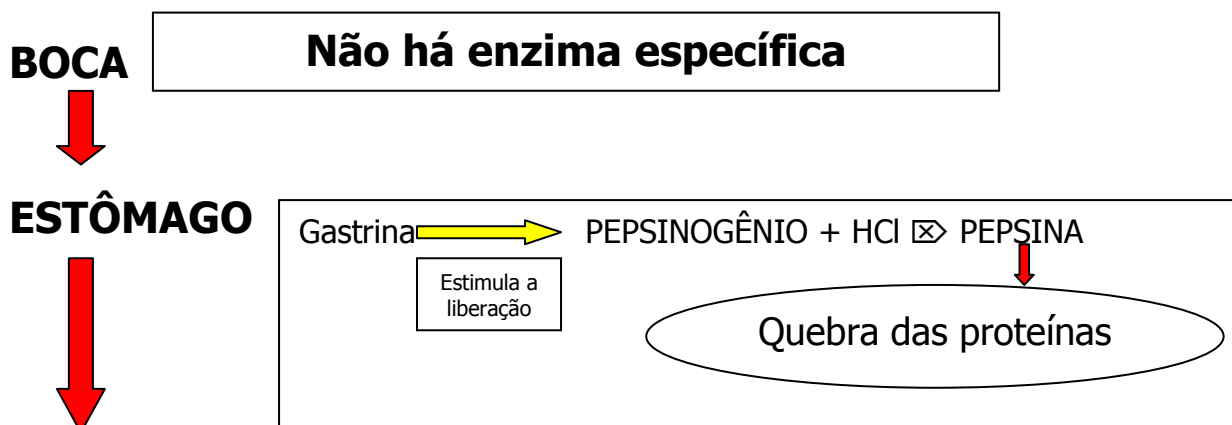 Não há enzima específica
BOCA
ESTÔMAGO
Gastrina PEPSINOGÊNIO + HCl ⌦ PEPSINA
Estimula a
liberação
Quebra das proteínas